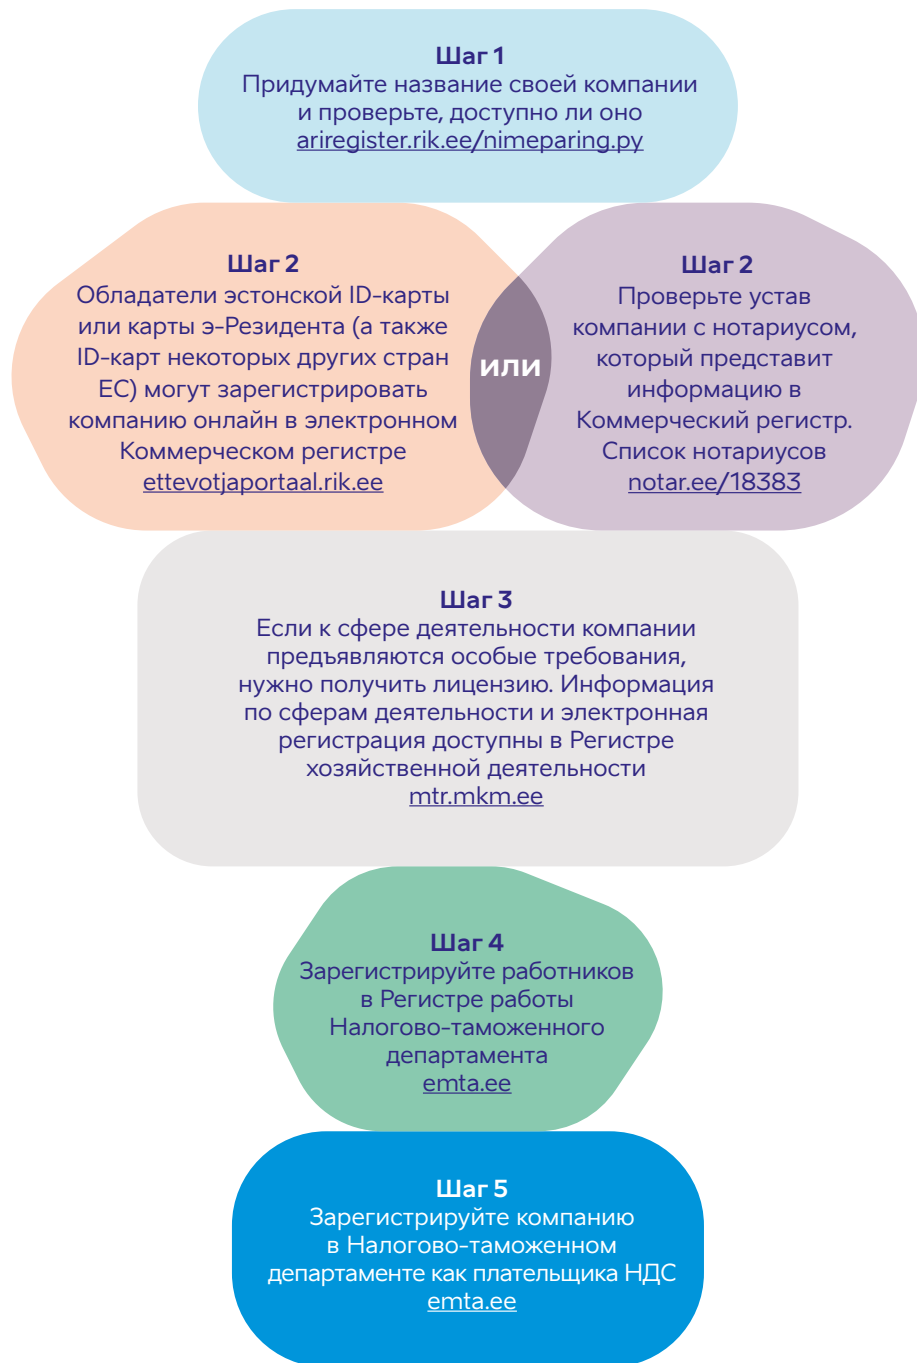 Шаг 1
Придумайте название своей компании
и проверьте, доступно ли оно
ariregister.rik.ee/nimeparing.py
Шаг 2
Обладатели эстонской ID-карты
или карты э-Резидента (а также
ID-карт некоторых других стран
ЕС) могут зарегистрировать
компанию онлайн в электронном
Коммерческом регистре
ettevotjaportaal.rik.ee
или
Шаг 2
Проверьте устав
компании с нотариусом,
который представит
информацию в
Коммерческий регистр.
Список нотариусов
notar.ee/18383
Шаг 3
Если к сфере деятельности компании
предъявляются особые требования,
нужно получить лицензию. Информация
по сферам деятельности и электронная
регистрация доступны в Регистре
хозяйственной деятельности
mtr.mkm.ee
Шаг 4
Зарегистрируйте работников
в Регистре работы
Налогово-таможенного
департамента
emta.ee
Шаг 5
Зарегистрируйте компанию
в Налогово-таможенном
департаменте как плательщика НДС
emta.ee